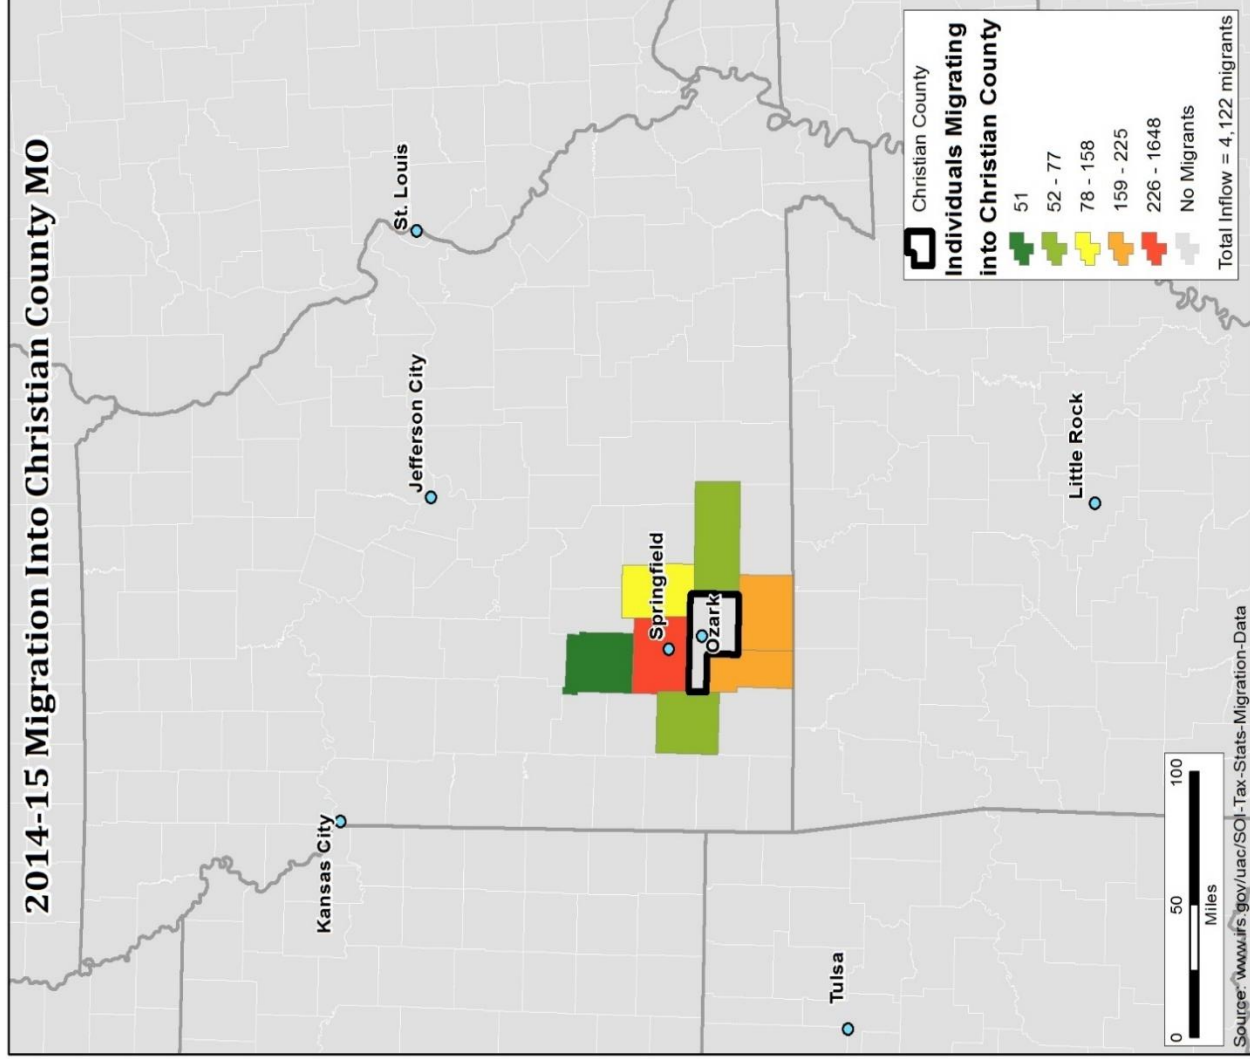 2014-15 Migration Into Christian County MO
Kansas City
St. Louis
Jefferson City
Springfield
Ozark
Tulsa
Little Rock
0 50 100
Miles
Christian County
Individuals Migrating
into Christian County
51
52 - 77
78 - 158
159 - 225
226 - 1648
No Migrants
Total Inflow = 4,122 migrants
Source: www.irs.gov/uac/SOI-Tax-Stats-Migration-Data